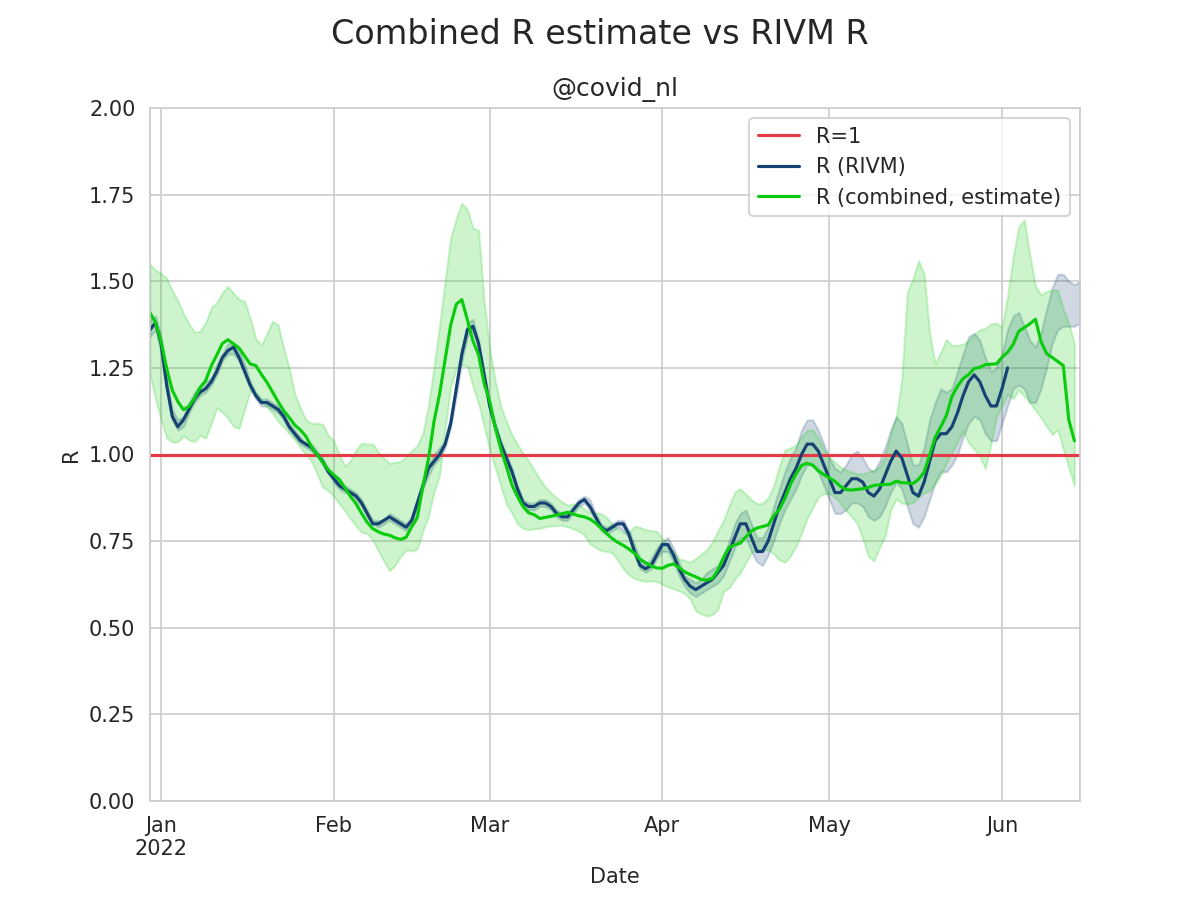 Combined R estimate vs RIVM R
@covid_nl
R=1
R (RIVM)
R (combined, estimate)
2.00
1.75
1.50
1.25
1.00
0.75
0.50
0.25
0.00
R
Jan Feb Mar Apr May Jun
2022
Date